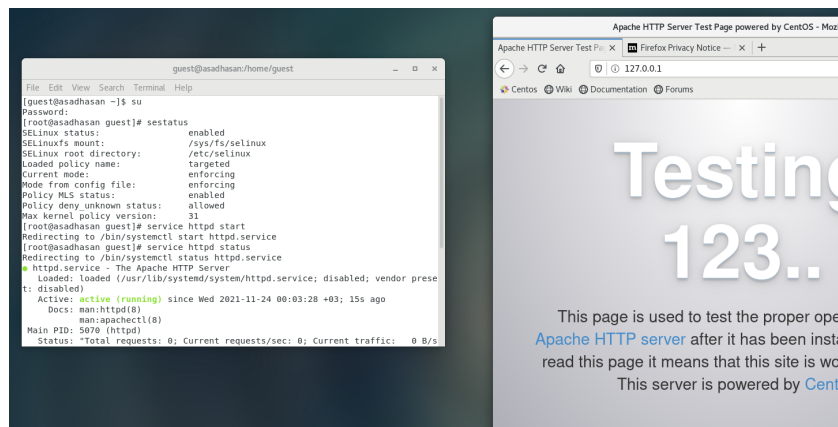 guest@asadhasan:/home/guest
File Edit View Search Terminal Help
[guest@asadhasan ~]$ su
Password:
[root@asadhasan guest]# sestatus
SELinux status: enabled
SELinuxfs mount: /sys/fs/selinux
SELinux root directory: /etc/selinux
Loaded policy name: targeted
Current mode: enforcing
Mode from config file: enforcing
Policy MLS status: enabled
Policy deny_unknown status: allowed
Max kernel policy version: 31
[root@asadhasan guest]# service httpd start
Redirecting to /bin/systemctl start httpd.service
[root@asadhasan guest]# service httpd status
Redirecting to /bin/systemctl status httpd.service
● httpd.service - The Apache HTTP Server
Loaded: loaded (/usr/lib/systemd/system/httpd.service; disabled; vendor prese
t: disabled)
Active: active (running) since Wed 2021-11-24 00:03:28 +03; 15s ago
Docs: man:httpd(8)
man:apachectl(8)
Main PID: 5070 (httpd)
Status: "Total requests: 0; Current requests/sec: 0; Current traffic: 0 B/s
Apache HTTP Server Test Page powered by CentOS - Moz
Apache HTTP Server Test Pa
Firefox Privacy Notice —
127.0.0.1
Centos Wiki Documentation Forums
Testing
123..
This page is used to test the proper ope
Apache HTTP server after it has been insta
read this page it means that this site is wo
This server is powered by Cent